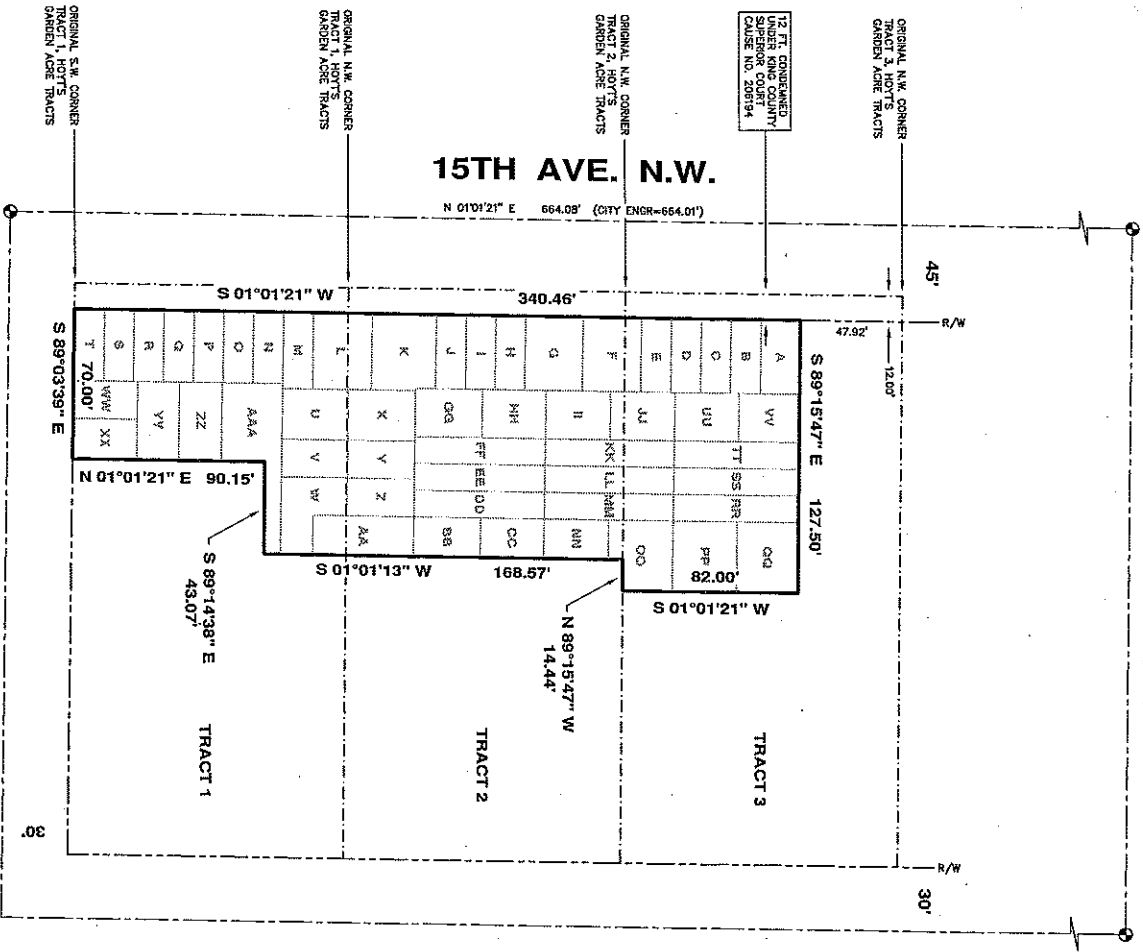 ORIGINAL N.W. CORNER
TRACT 3, HOYT'S
GARDEN ACRE TRACTS
12 FT. CONDEMNED
UNDER KING COUNTY
SUPERIOR COURT
CAUSE NO. 206194
ORIGINAL N.W. CORNER
TRACT 2, HOYT'S
GARDEN ACRE TRACTS
ORIGINAL N.W. CORNER
TRACT 1, HOYT'S
GARDEN ACRE TRACTS
ORIGINAL S.W. CORNER
TRACT 1, HOYT'S
GARDEN ACRE TRACTS
15TH AVE. N.W.
N 01°01'21" E 664.08' (CITY ENGR=664.01')
45'
R/W
47.92'
12.00'
S 01°01'21" W 340.46'
S 89°15'47" E 127.50'
A
B
C
D
E
F
G
H
I
J
K
L
M
N
O
P
Q
R
S
T
VV
UU
JJ
II
HH
GG
X
U
AAA
ZZ
YY
WW
XX
TT SS RR
KK LL MM
FF EE DD
Y Z
V W
QQ
PP
OO
NN
CC
BB
AA
82.00'
S 01°01'21" W
N 89°15'47" W
14.44'
S 01°01'13" W 168.57'
S 89°14'38" E
43.07'
N 01°01'21" E 90.15'
70.00'
S 89°03'39" E
TRACT 3
TRACT 2
TRACT 1
R/W
30'
30'